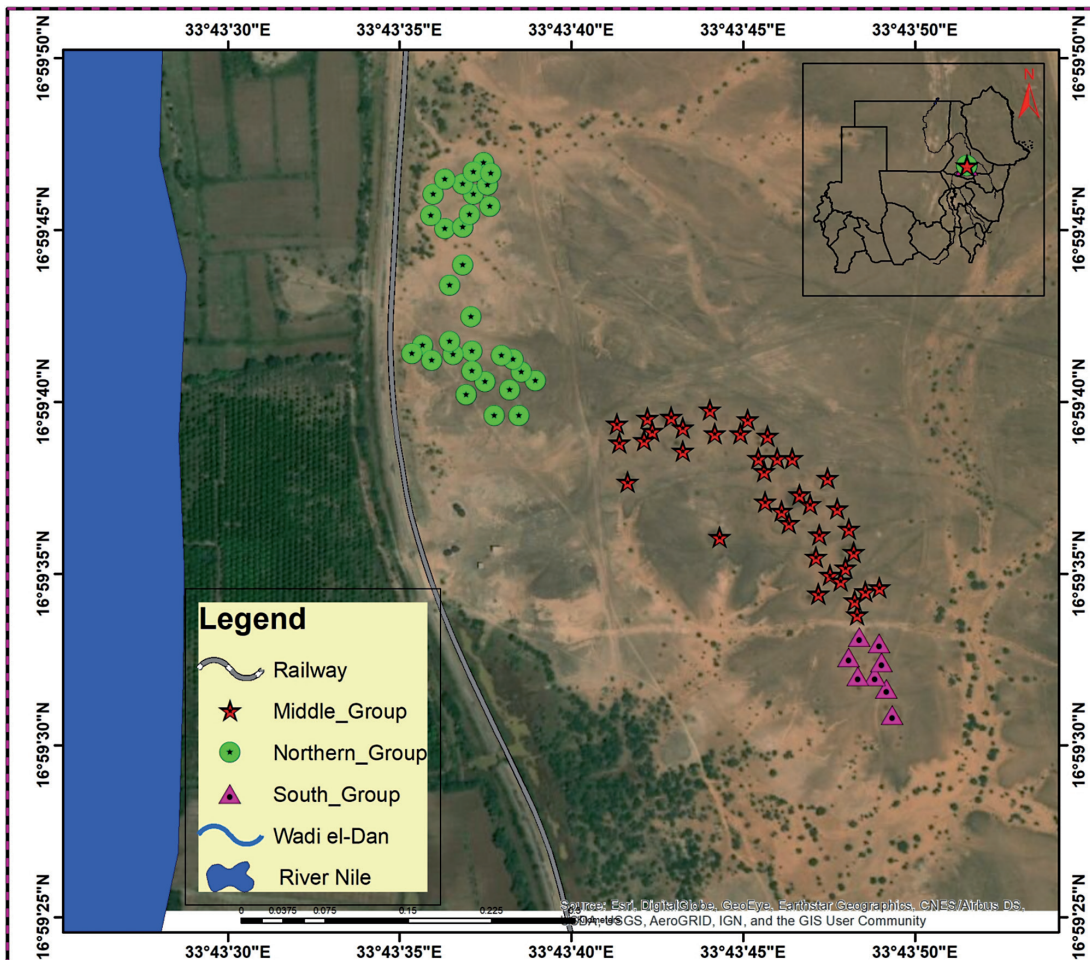 33°43'30"N 33°43'35"N 33°43'40"N 33°43'45"N 33°43'50"N
16°59'50"N 16°59'50"N
N
16°59'45"N 16°59'45"N
16°59'40"N 16°59'40"N
16°59'35"N 16°59'35"N
16°59'30"N 16°59'30"N
16°59'25"N 16°59'25"N
Legend
Railway
Middle_Group
Northern_Group
South_Group
Wadi el-Dan
River Nile
0 0.0375 0.075 0.15 0.225
Source: Esri, DigitalGlobe, GeoEye, Earthstar Geographics, CNES/Airbus DS,
USGS, AeroGRID, IGN, and the GIS User Community
33°43'30"N 33°43'35"N 33°43'40"N 33°43'45"N 33°43'50"N